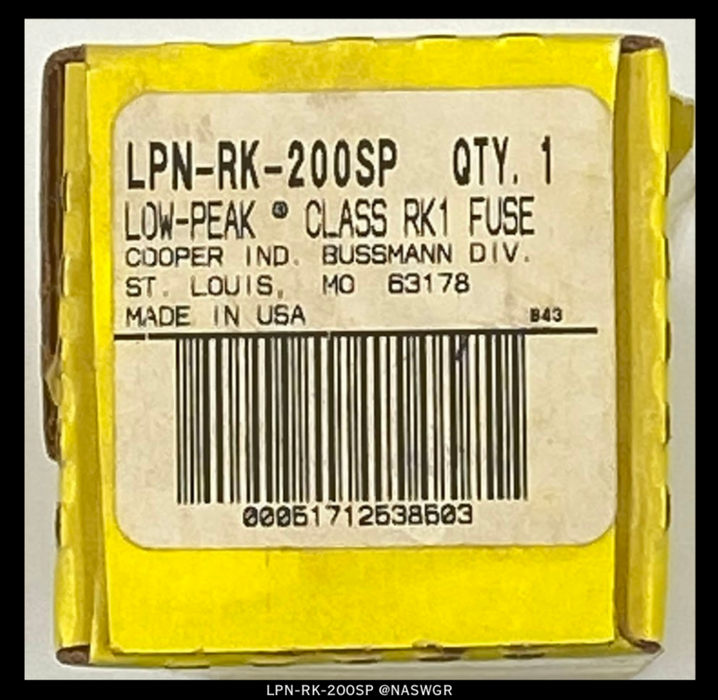 LPN-RK-200SP QTY. 1
LOW-PEAK ® CLASS RK1 FUSE
COOPER IND. BUSSMANN DIV.
ST. LOUIS, MO 63178
MADE IN USA B43
00051712538503
LPN-RK-200SP @NASWGR